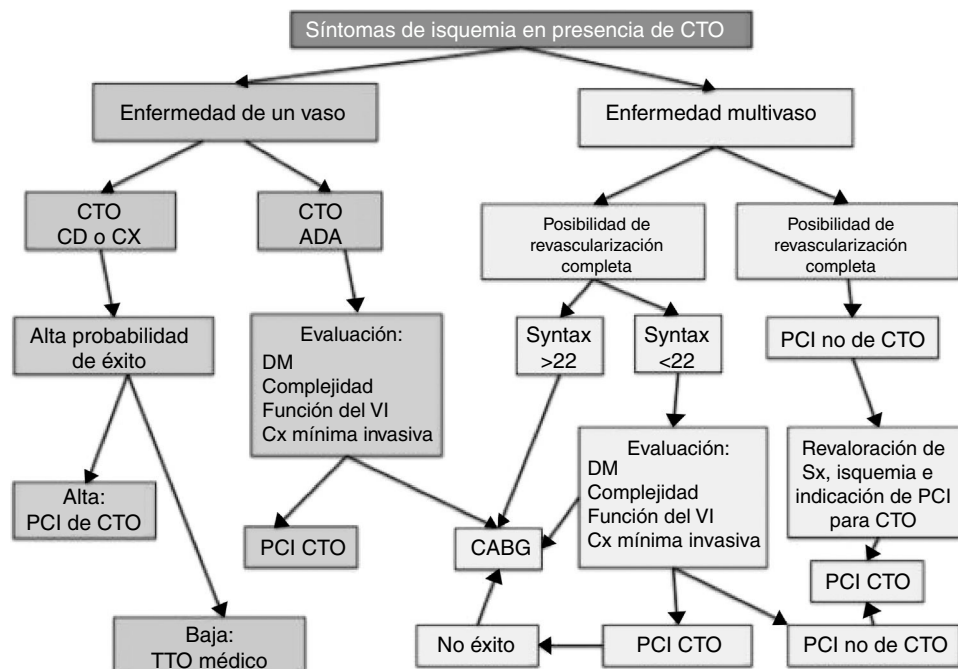 Síntomas de isquemia en presencia de CTO
Enfermedad de un vaso
Enfermedad multivaso
CTO
CD o CX
CTO
ADA
Posibilidad de
revascularización
completa
Posibilidad de
revascularización
completa
Alta probabilidad
de éxito
Evaluación:
DM
Complejidad
Función del VI
Cx mínima invasiva
Syntax
>22
Syntax
<22
PCI no de CTO
Evaluación:
DM
Complejidad
Función del VI
Cx mínima invasiva
Revaloración de
Sx, isquemia e
indicación de PCI
para CTO
Alta:
PCI de CTO
PCI CTO
CABG
PCI CTO
Baja:
TTO médico
No éxito
PCI CTO
PCI no de CTO